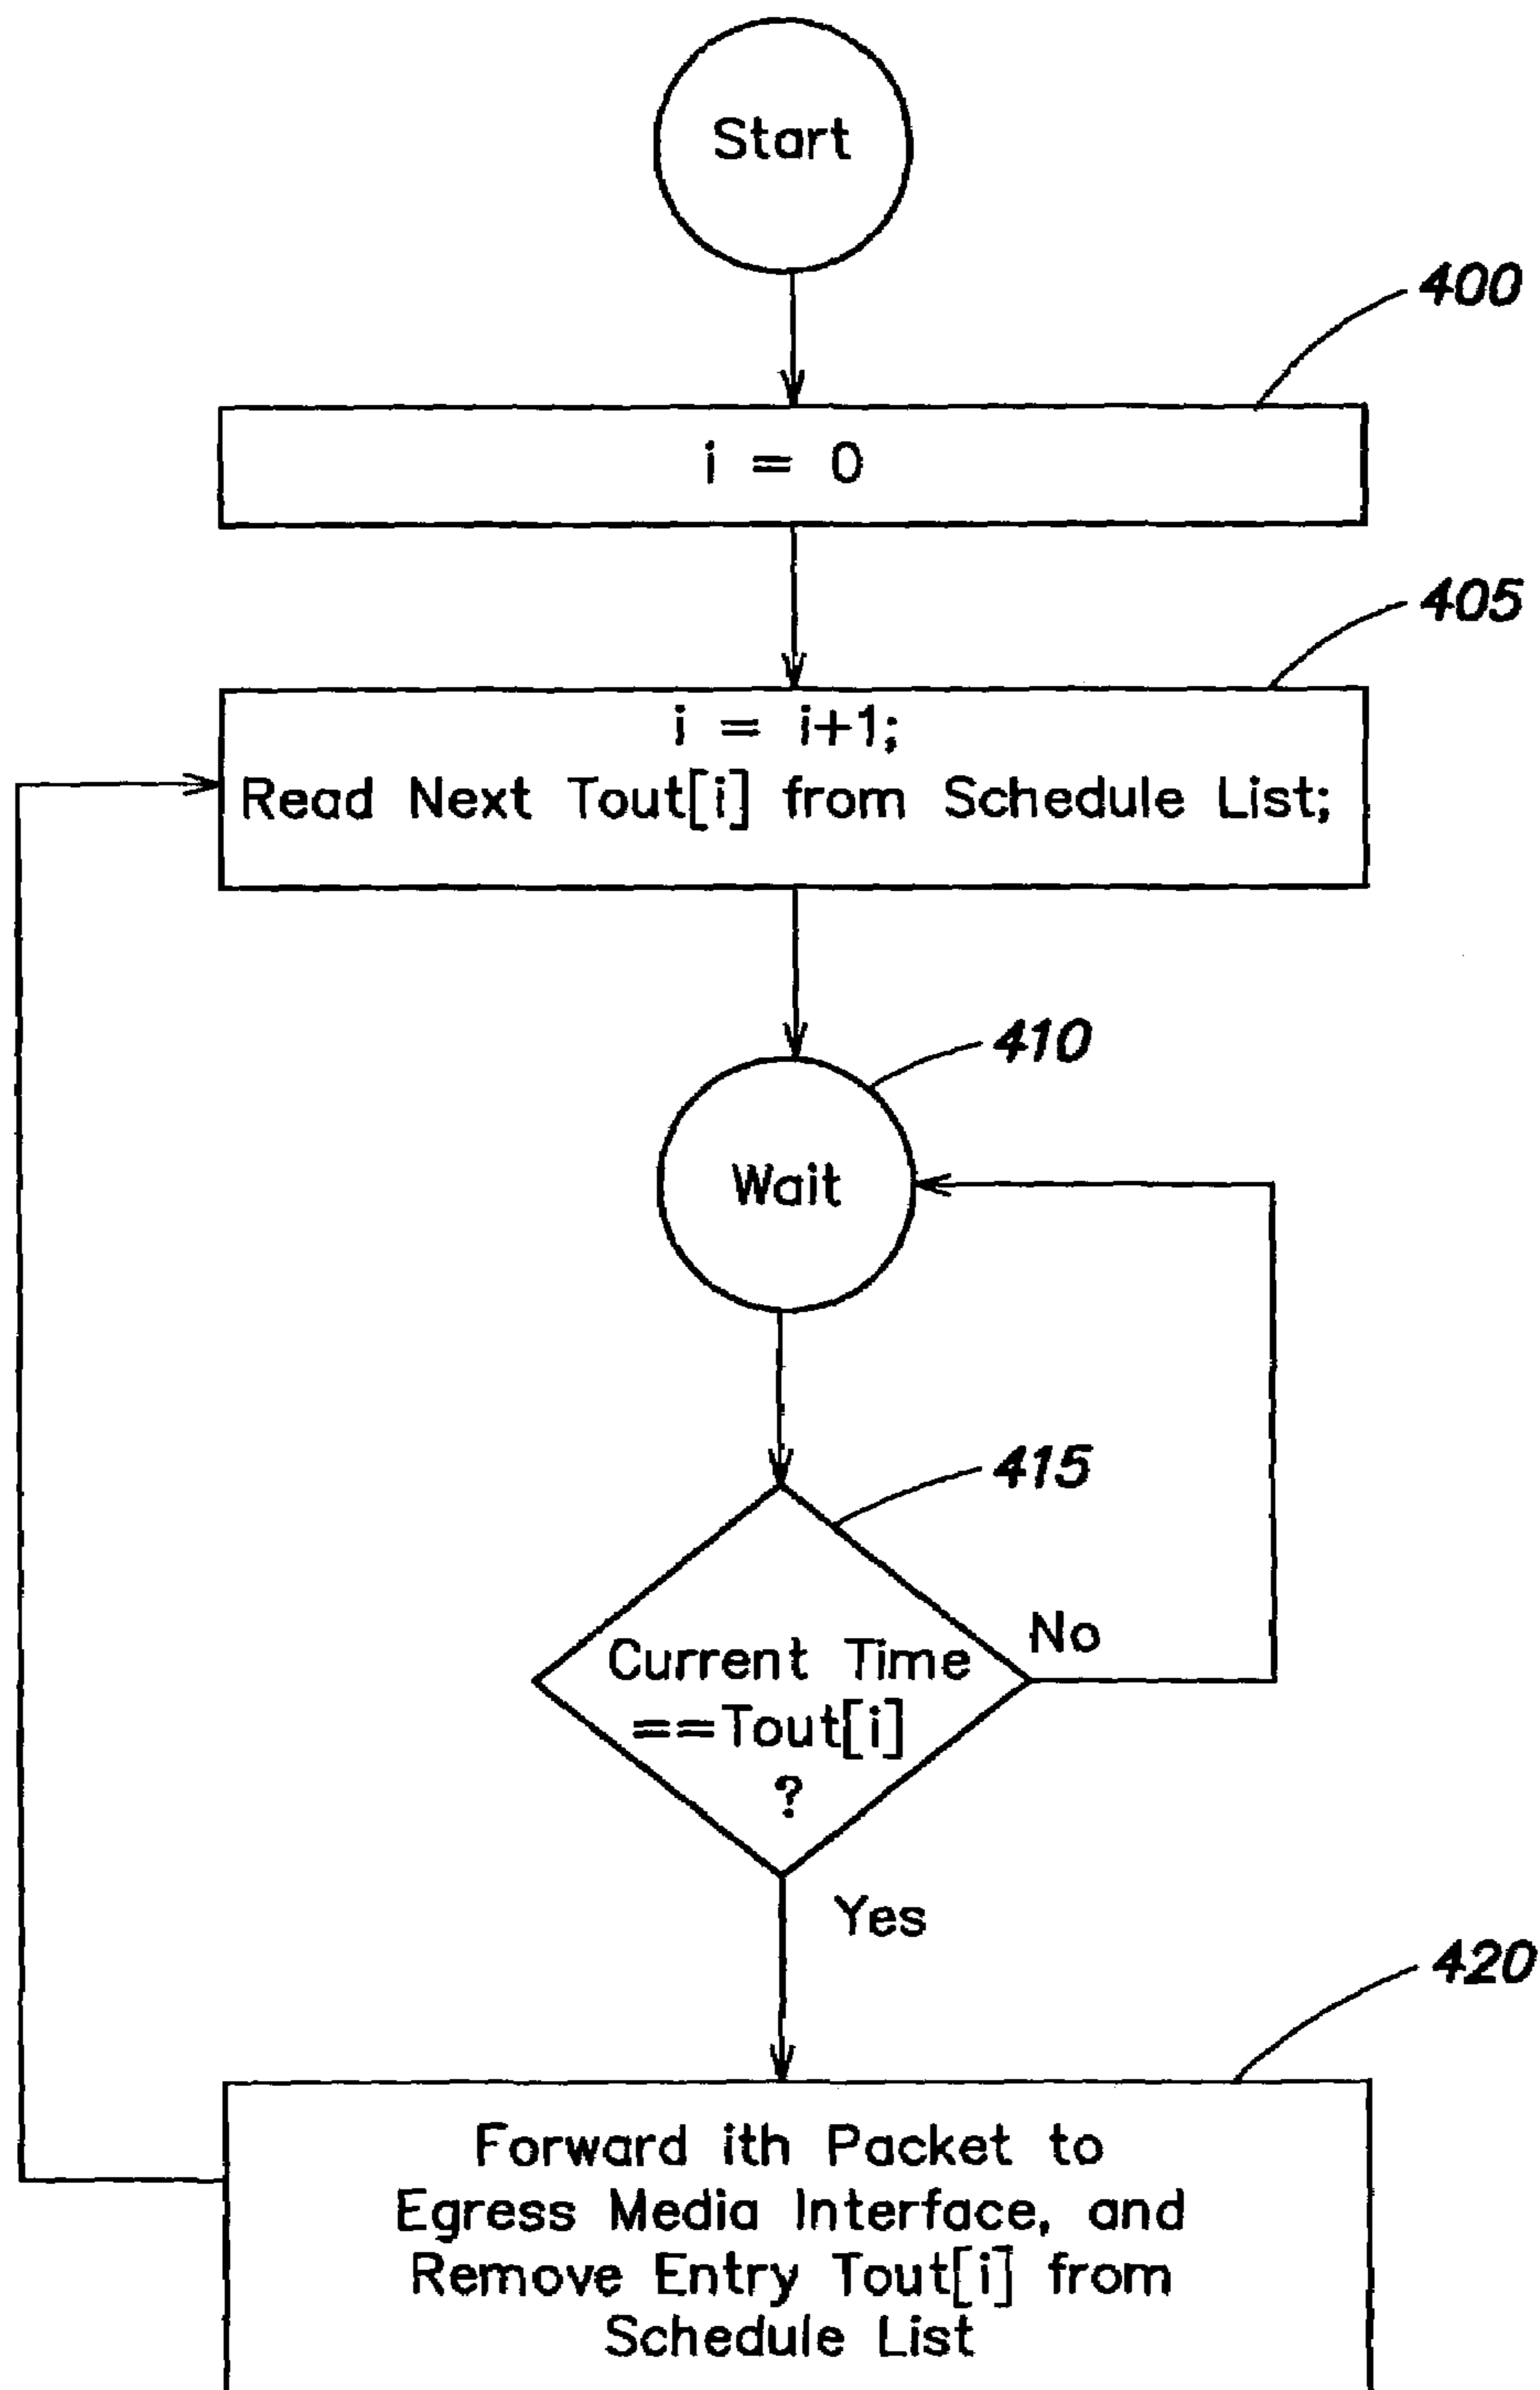 Start
400
i = 0
405
i = i+1;
Read Next Tout[i] from Schedule List;
410
Wait
415
No
Current Time
==Tout[i]
?
Yes
420
Forward ith Packet to
Egress Media Interface, and
Remove Entry Tout[i] from
Schedule List